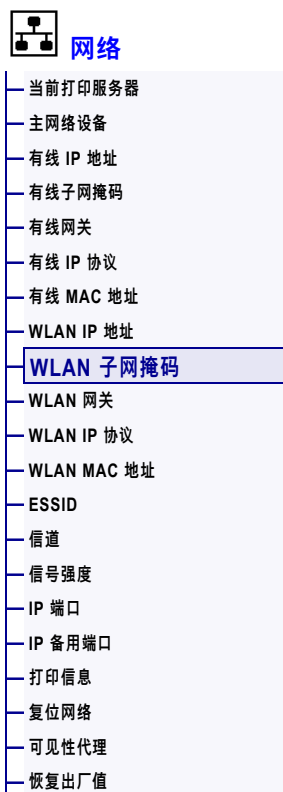 网络
当前打印服务器
主网络设备
有线 IP 地址
有线子网掩码
有线网关
有线 IP 协议
有线 MAC 地址
WLAN IP 地址
WLAN 子网掩码
WLAN 网关
WLAN IP 协议
WLAN MAC 地址
ESSID
信道
信号强度
IP 端口
IP 备用端口
打印信息
复位网络
可见性代理
恢复出厂值